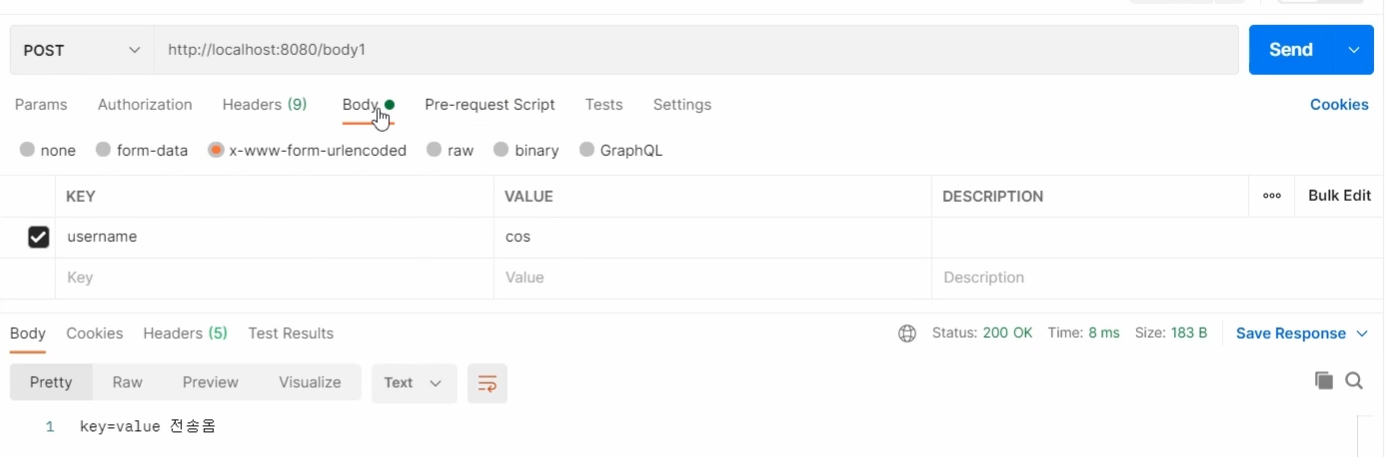 POST http://localhost:8080/body1 Send
Params Authorization Headers (9) Body Pre-request Script Tests Settings Cookies
none form-data x-www-form-urlencoded raw binary GraphQL
KEY VALUE DESCRIPTION ooo Bulk Edit
username cos
Key Value Description
Body Cookies Headers (5) Test Results Status: 200 OK Time: 8 ms Size: 183 B Save Response
Pretty Raw Preview Visualize Text
1 key=value 전송옴